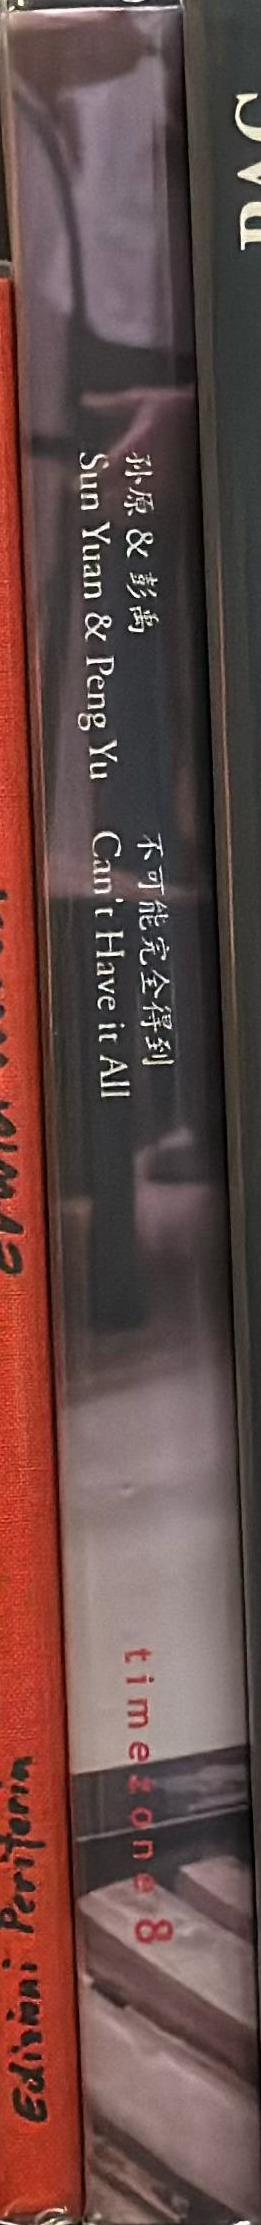 孙原 & 彭禹
Sun Yuan & Peng Yu
不可能完全得到
Can't Have it All
timezone 8
Edizioni Periferia